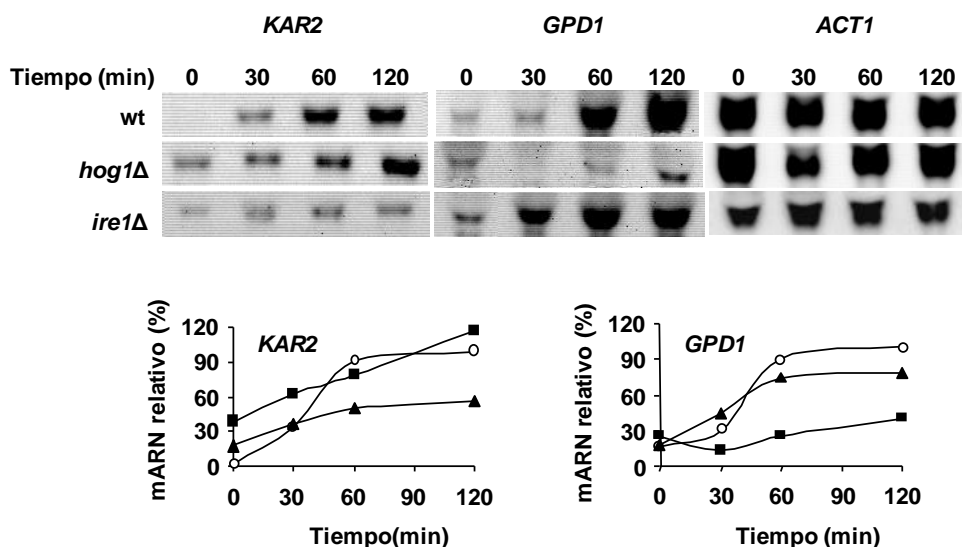 KAR2 GPD1 ACT1
Tiempo (min) 0 30 60 120 0 30 60 120 0 30 60 120
wt
hog1Δ
ire1Δ
mARN relativo (%)
120
90
60
30
0
KAR2
0 30 60 90 120
Tiempo(min)
mARN relativo (%)
120
90
60
30
0
GPD1
0 30 60 90 120
Tiempo(min)